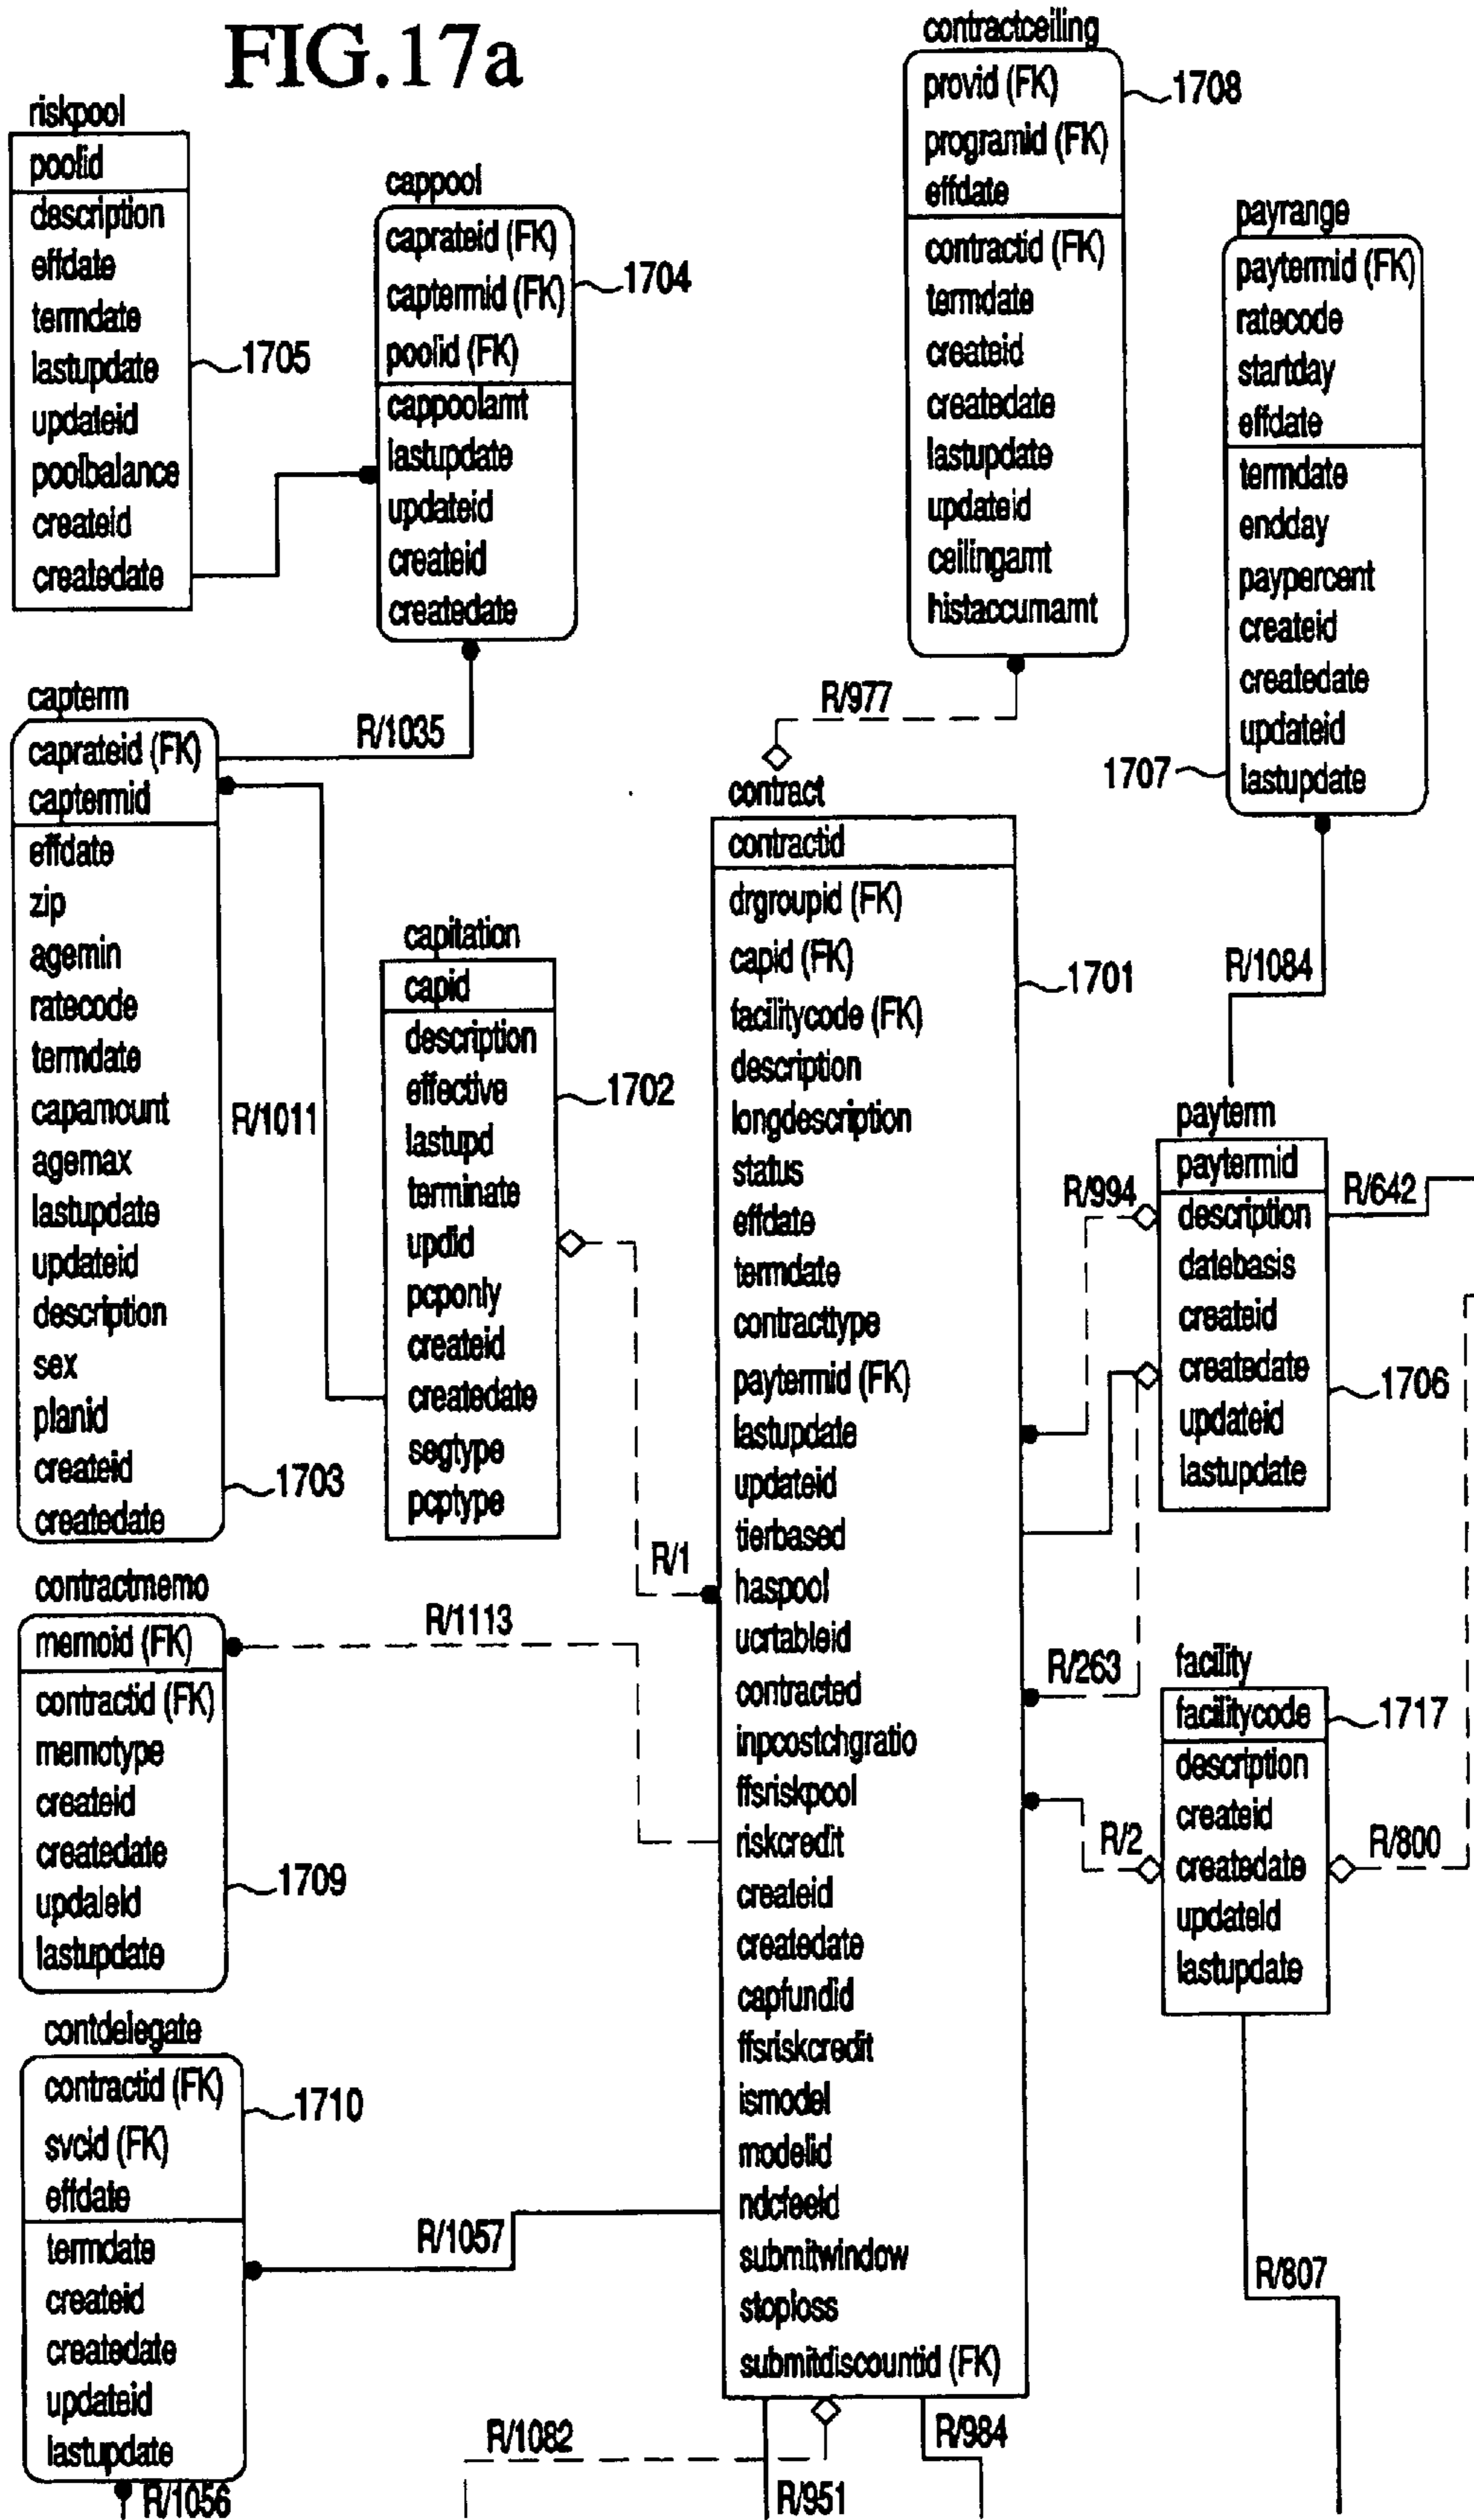 FIG.17a
riskpool
poolid
description
effdate
termdate
lastupdate
updateid
poolbalance
createid
createdate
1705
cappool
caprateid (FK)
captermid (FK)
poolid (FK)
cappoolamt
lastupdate
updateid
createid
createdate
1704
contractceiling
provid (FK)
programid (FK)
effdate
contractid (FK)
termdate
createid
createdate
lastupdate
updateid
ceilingamt
histaccumamt
1708
payrange
paytermid (FK)
ratecode
startday
effdate
termdate
endday
paypercent
createid
createdate
updateid
lastupdate
1707
R/977
R/1035
R/1084
capterm
caprateid (FK)
captermid
effdate
zip
agemin
ratecode
termdate
capamount
agemax
lastupdate
updateid
description
sex
planid
createid
createdate
1703
R/1011
capitation
capid
description
effective
lastupd
terminate
updid
pcponly
createid
createdate
segtype
pcptype
1702
R/1
contract
contractid
drgroupid (FK)
capid (FK)
facilitycode (FK)
description
longdescription
status
effdate
termdate
contracttype
paytermid (FK)
lastupdate
updateid
tierbased
haspool
ucrtableid
contracted
inpcostchgratio
ffsriskpool
riskcredit
createid
createdate
capfundid
ffsriskcredit
ismodel
modelid
ndcfeeid
submitwindow
stoploss
submitdiscountid (FK)
1701
payterm
paytermid
description
datebasis
createid
createdate
updateid
lastupdate
1706
R/994
R/642
R/263
facility
facilitycode
description
createid
createdate
updateid
lastupdate
1717
R/2
R/800
R/807
contractmemo
memoid (FK)
contractid (FK)
memotype
createid
createdate
updateid
lastupdate
1709
R/1113
contdelegate
contractid (FK)
svcid (FK)
effdate
termdate
createid
createdate
updateid
lastupdate
1710
R/1057
R/1056
R/1082
R/951
R/984